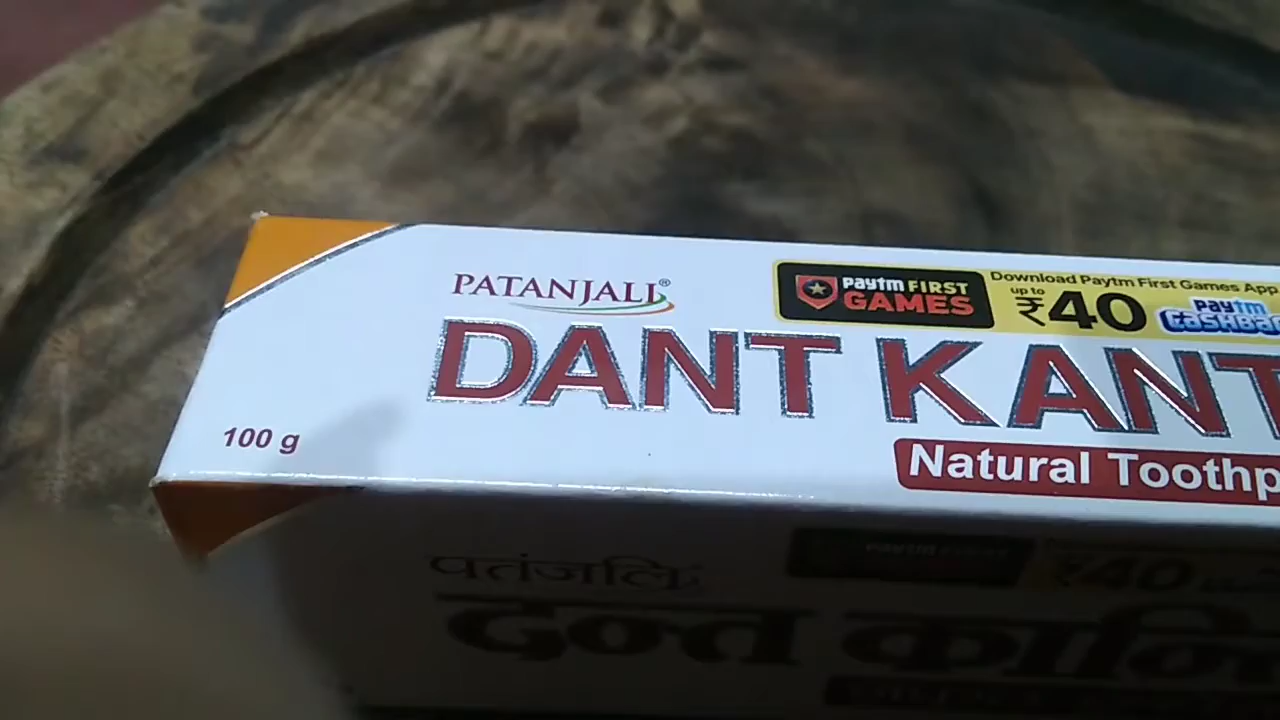 PATANJALI®
paytm FIRST
GAMES
Download Paytm First Games App
up to
₹40
paytm
DANT KANT
Natural Toothp
100 g
पतंजलि
₹40
दन्त कान्ति